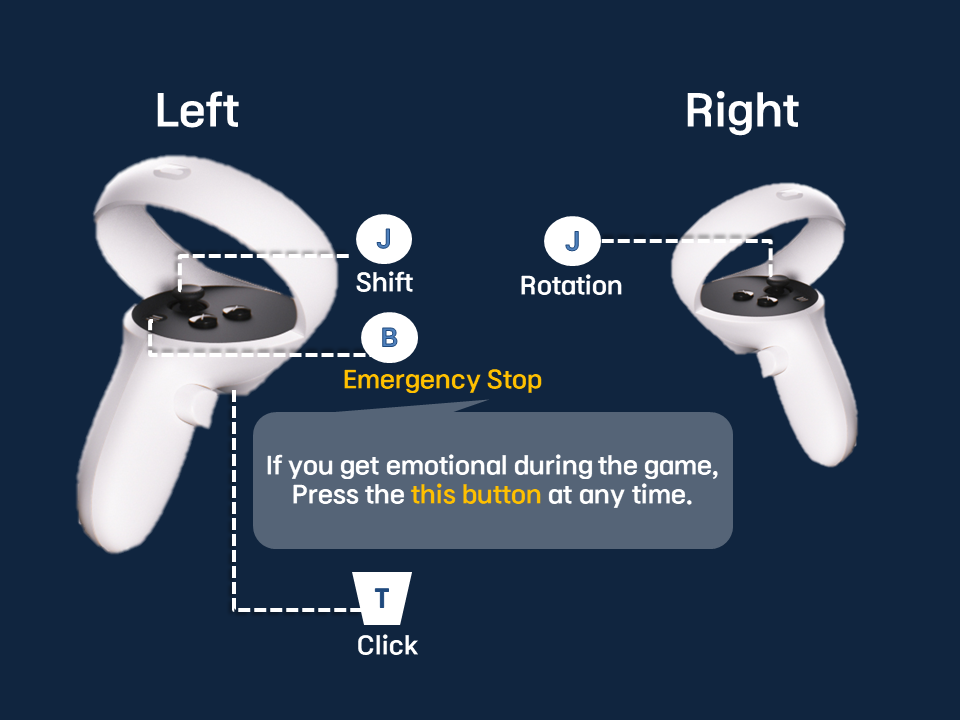 Left
Right
J
Shift
J
Rotation
B
Emergency Stop
If you get emotional during the game,
Press the this button at any time.
T
Click